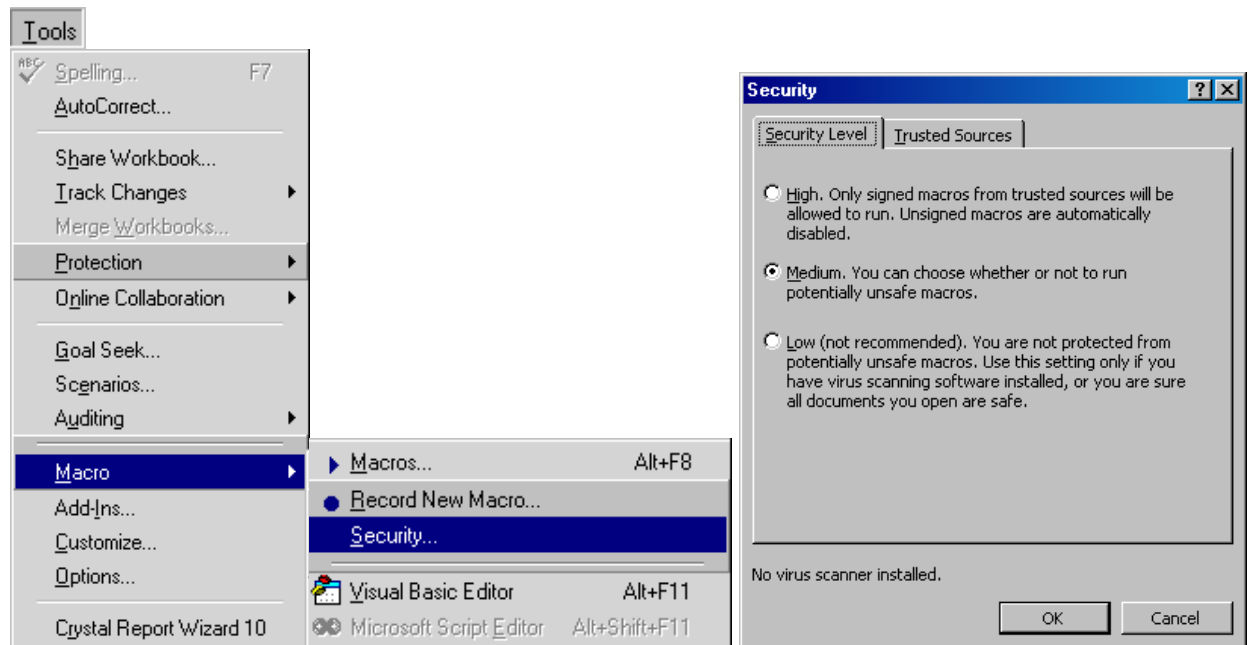 Tools
ABC
Spelling... F7
AutoCorrect...
Share Workbook...
Track Changes
Merge Workbooks...
Protection
Online Collaboration
Goal Seek...
Scenarios...
Auditing
Macro
Add-Ins...
Customize...
Options...
Crystal Report Wizard 10
Macros... Alt+F8
Record New Macro...
Security...
Visual Basic Editor Alt+F11
Microsoft Script Editor Alt+Shift+F11
Security
Security Level Trusted Sources
High. Only signed macros from trusted sources will be
allowed to run. Unsigned macros are automatically
disabled.
Medium. You can choose whether or not to run
potentially unsafe macros.
Low (not recommended). You are not protected from
potentially unsafe macros. Use this setting only if you
have virus scanning software installed, or you are sure
all documents you open are safe.
No virus scanner installed.
OK Cancel